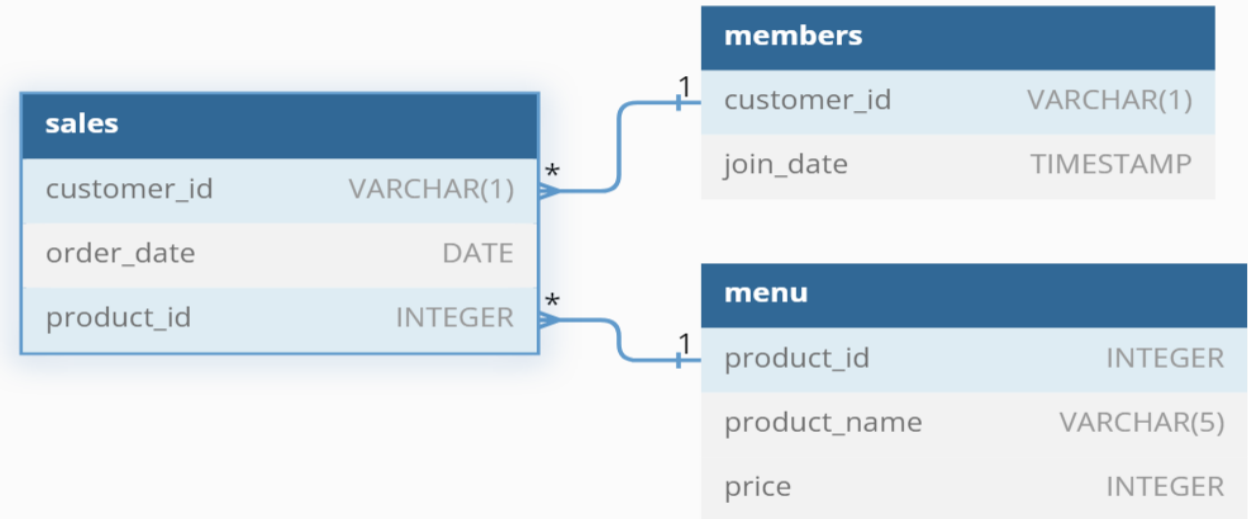 sales
customer_id VARCHAR(1)
order_date DATE
product_id INTEGER
*
*
1
1
members
customer_id VARCHAR(1)
join_date TIMESTAMP
menu
product_id INTEGER
product_name VARCHAR(5)
price INTEGER